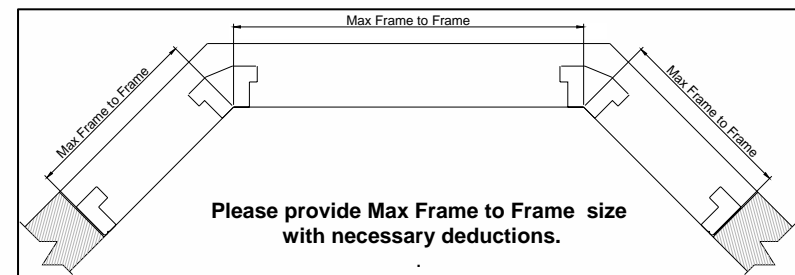 Max Frame to Frame
Max Frame to Frame
Max Frame to Frame
Please provide Max Frame to Frame size
with necessary deductions.
.